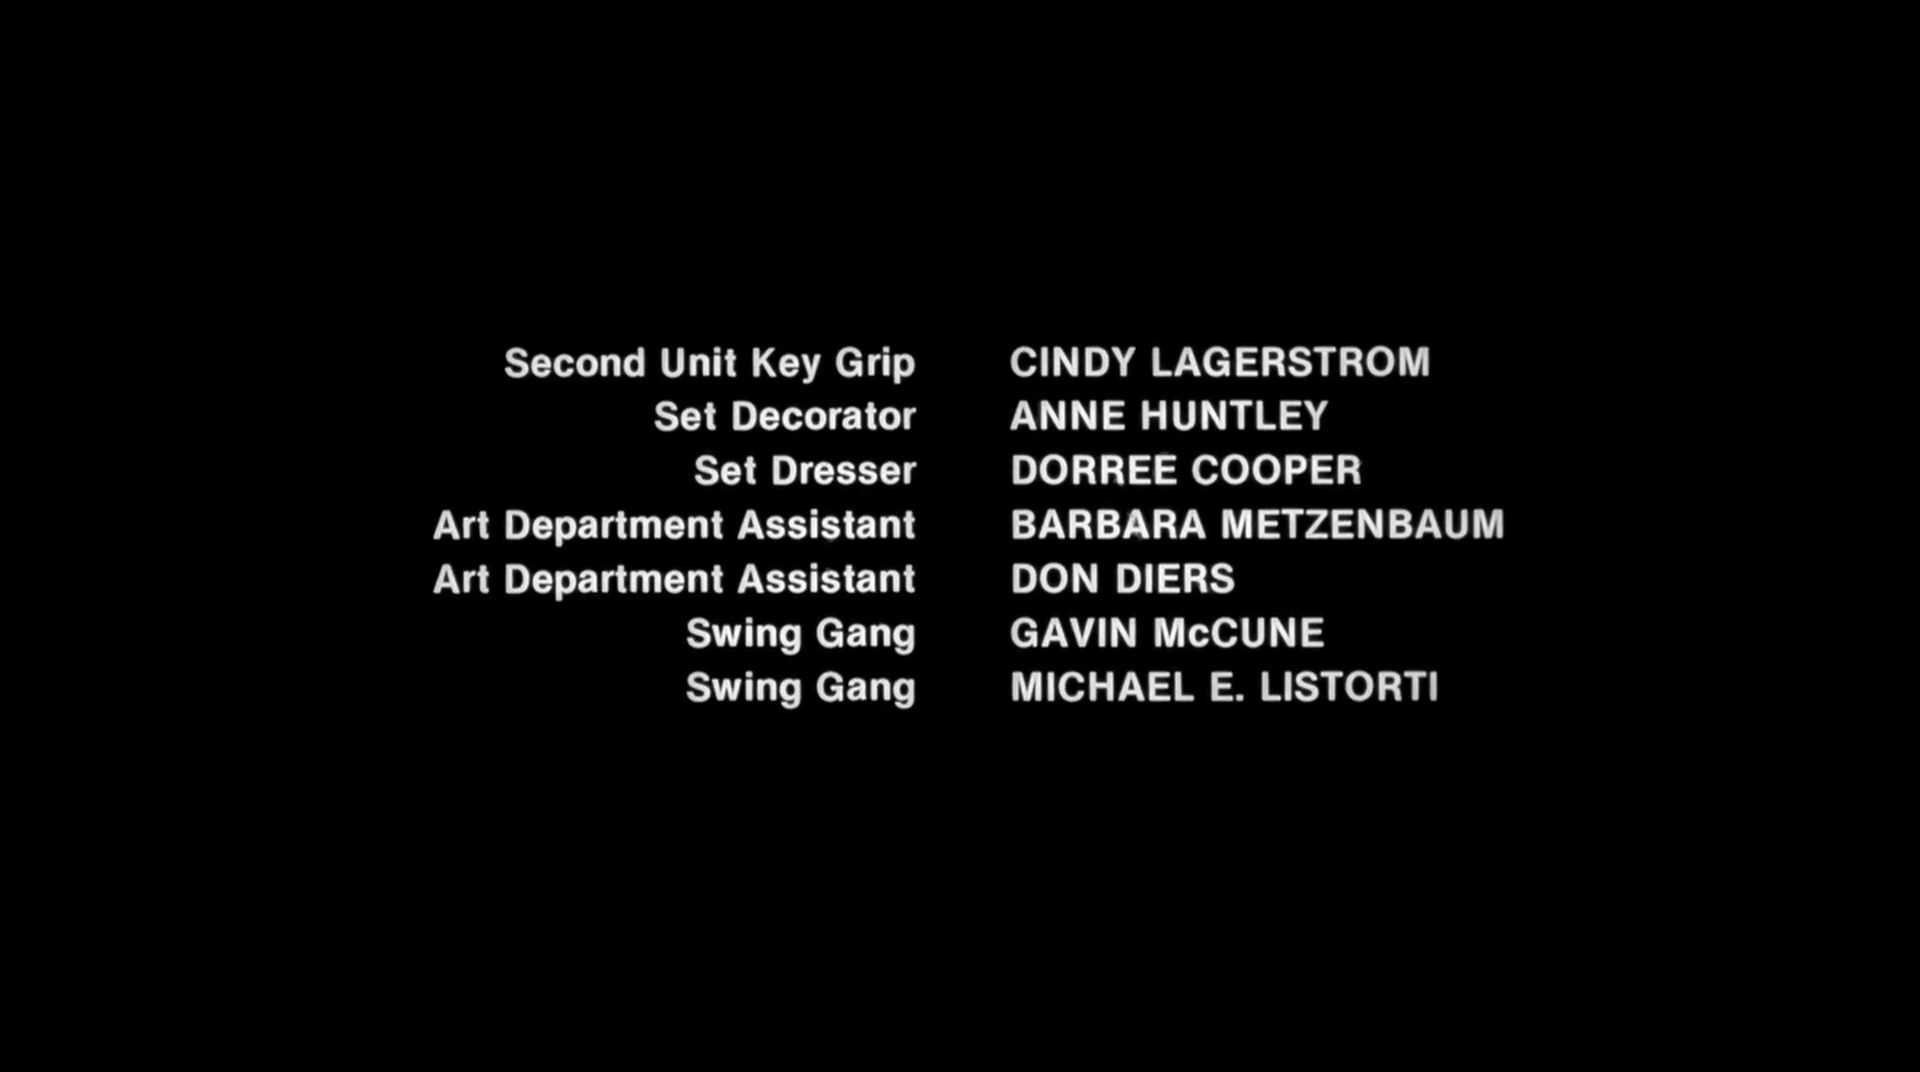 Second Unit Key Grip CINDY LAGERSTROM
Set Decorator ANNE HUNTLEY
Set Dresser DORREE COOPER
Art Department Assistant BARBARA METZENBAUM
Art Department Assistant DON DIERS
Swing Gang GAVIN McCUNE
Swing Gang MICHAEL E. LISTORTI